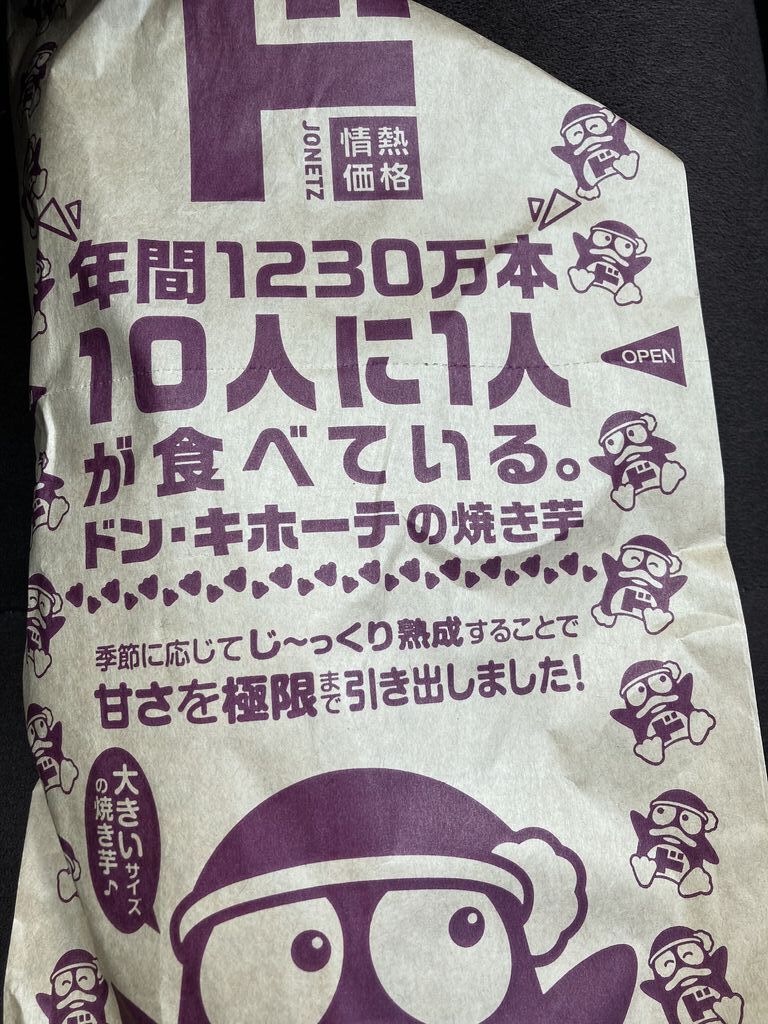 ド
JONETZ
情熱
価格
年間1230万本
10人に1人
が食べている。
ドン・キホーテの焼き芋
OPEN
季節に応じてじ〜っくり熟成することで
甘さを極限まで引き出しました!
大きいサイズ
の焼き芋♪